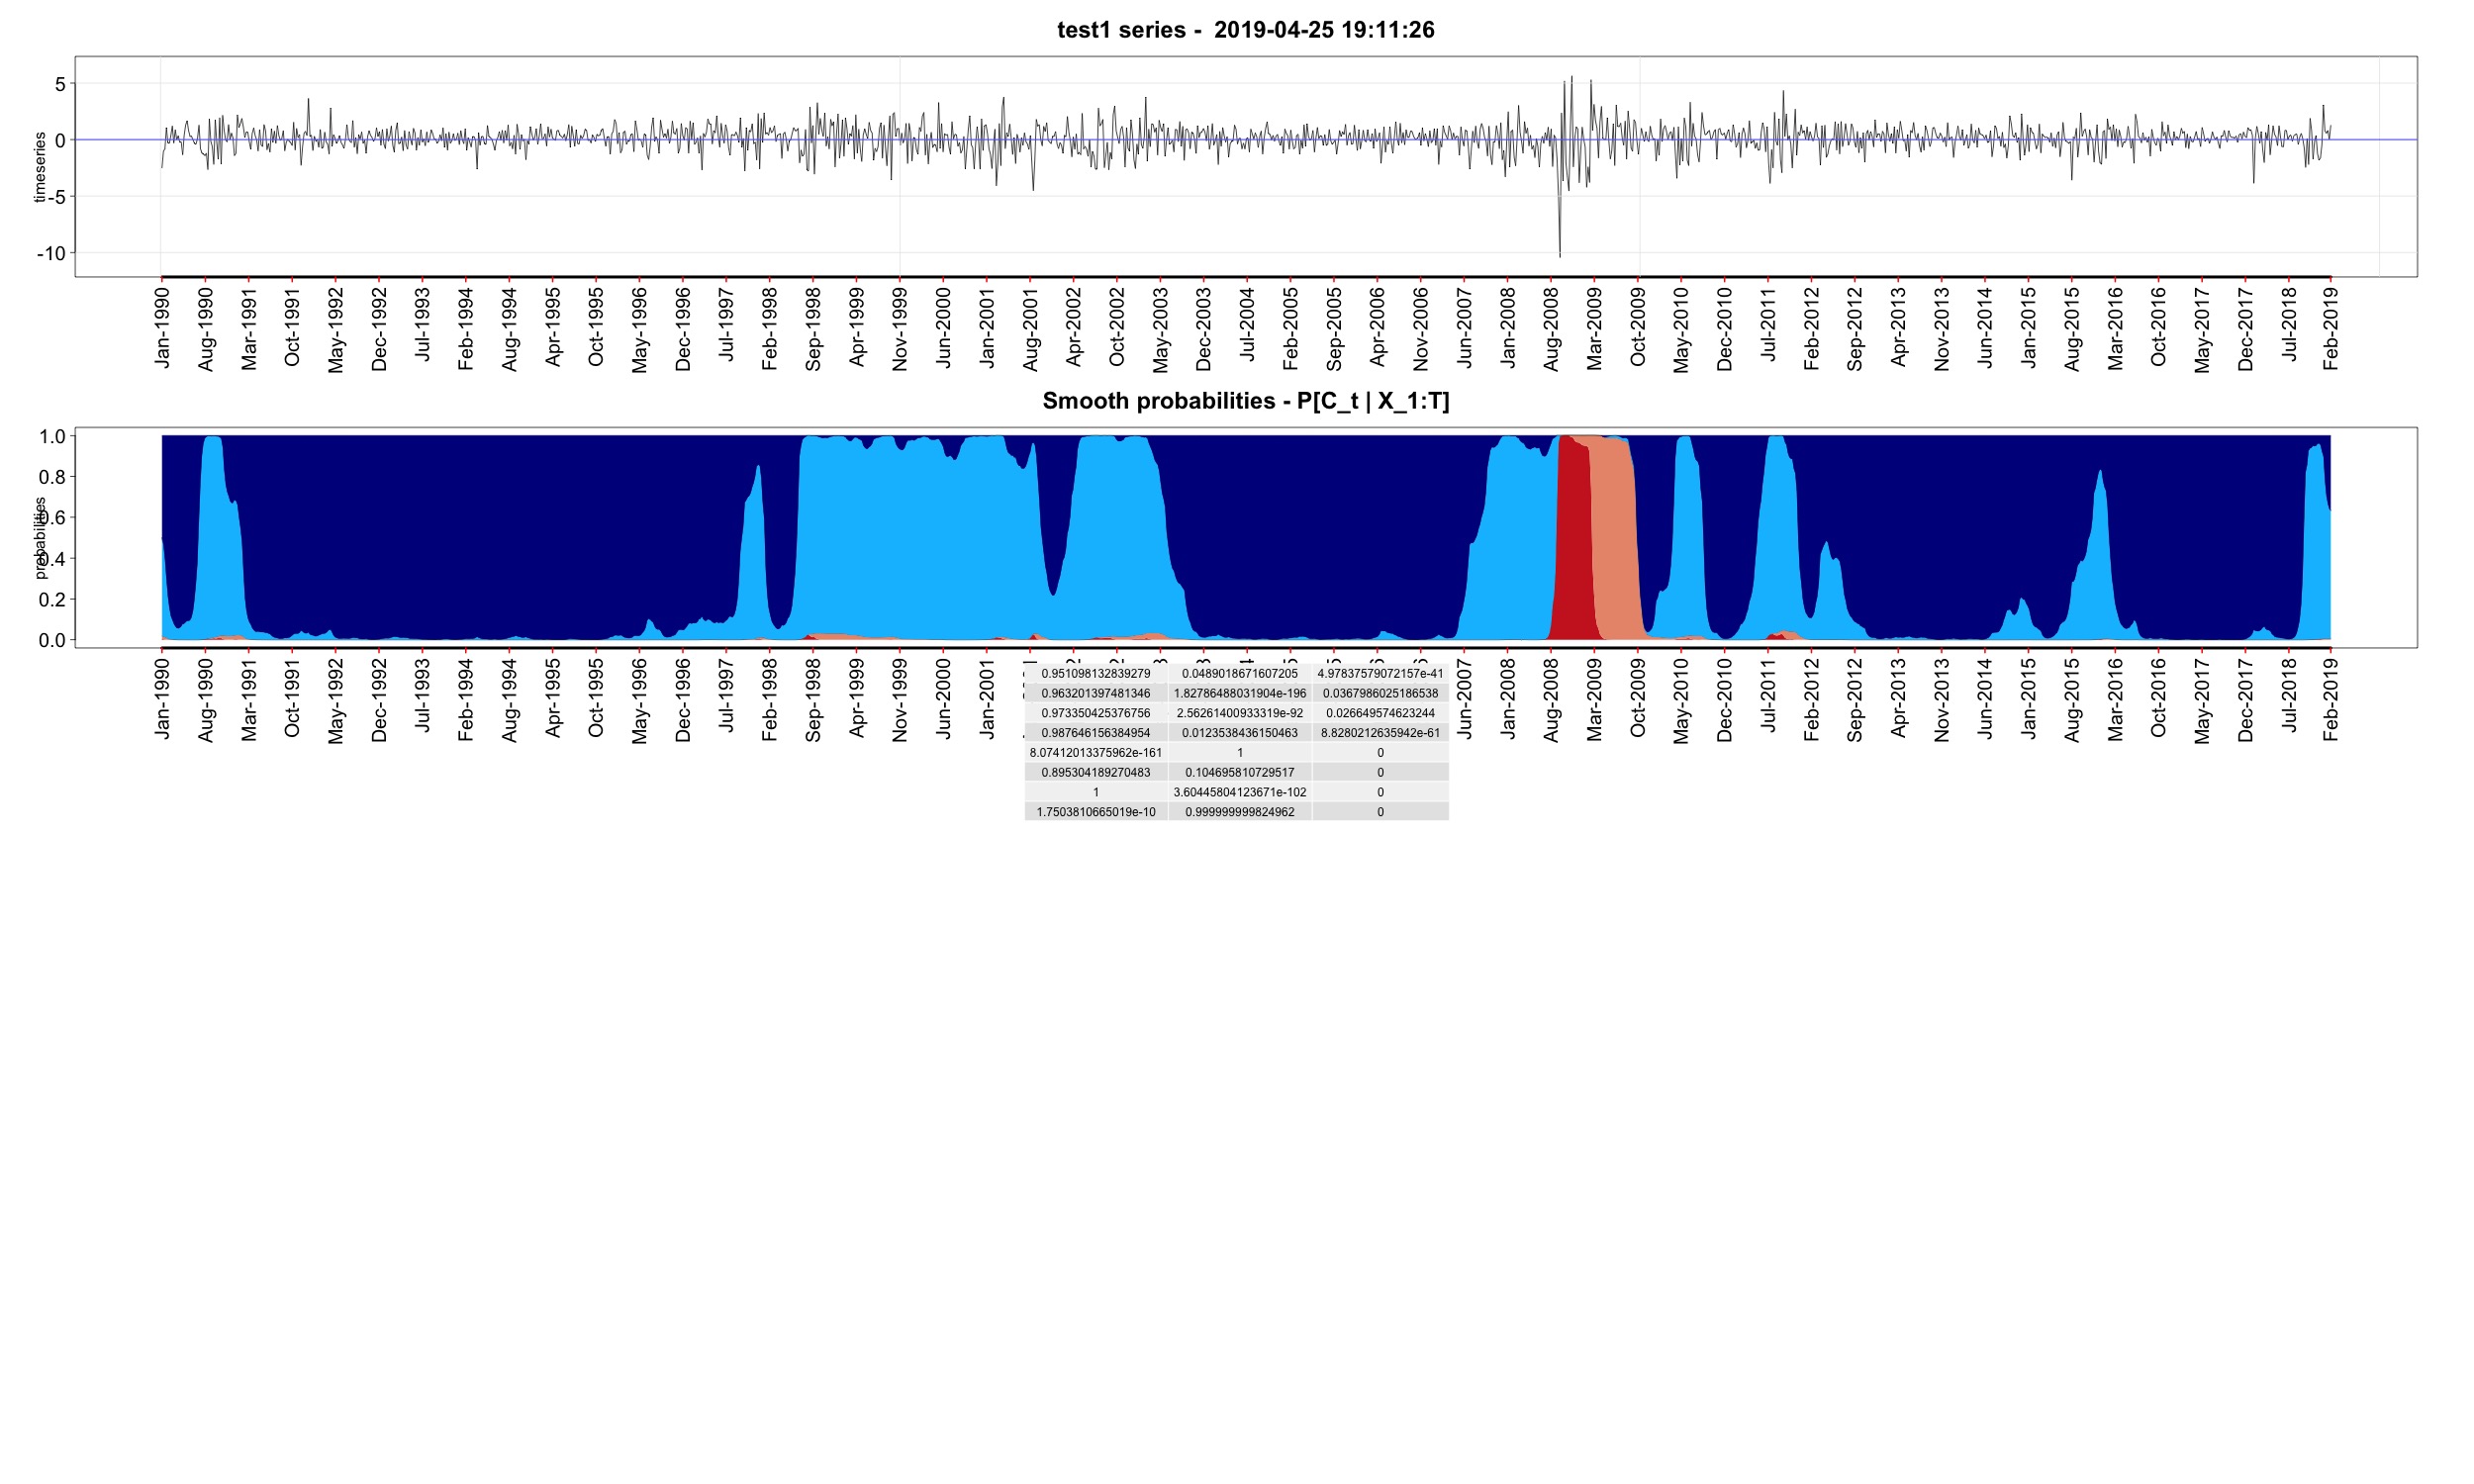 test1 series -  2019-04-25 19:11:26
timeseries
5
0
-5
-10
Jan-1990 Aug-1990 Mar-1991 Oct-1991 May-1992 Dec-1992 Jul-1993 Feb-1994 Aug-1994 Apr-1995 Oct-1995 May-1996 Dec-1996 Jul-1997 Feb-1998 Sep-1998 Apr-1999 Nov-1999 Jun-2000 Jan-2001 Aug-2001 Apr-2002 Oct-2002 May-2003 Dec-2003 Jul-2004 Feb-2005 Sep-2005 Apr-2006 Nov-2006 Jun-2007 Jan-2008 Aug-2008 Mar-2009 Oct-2009 May-2010 Dec-2010 Jul-2011 Feb-2012 Sep-2012 Apr-2013 Nov-2013 Jun-2014 Jan-2015 Aug-2015 Mar-2016 Oct-2016 May-2017 Dec-2017 Jul-2018 Feb-2019
Smooth probabilities - P[C_t | X_1:T]
probabilities
1.0
0.8
0.6
0.4
0.2
0.0
Jan-1990 Aug-1990 Mar-1991 Oct-1991 May-1992 Dec-1992 Jul-1993 Feb-1994 Aug-1994 Apr-1995 Oct-1995 May-1996 Dec-1996 Jul-1997 Feb-1998 Sep-1998 Apr-1999 Nov-1999 Jun-2000 Jan-2001 Jun-2007 Jan-2008 Aug-2008 Mar-2009 Oct-2009 May-2010 Dec-2010 Jul-2011 Feb-2012 Sep-2012 Apr-2013 Nov-2013 Jun-2014 Jan-2015 Aug-2015 Mar-2016 Oct-2016 May-2017 Dec-2017 Jul-2018 Feb-2019
0.951098132839279 0.0489018671607205 4.97837579072157e-41
0.963201397481346 1.82786488031904e-196 0.0367986025186538
0.973350425376756 2.56261400933319e-92 0.026649574623244
0.987646156384954 0.0123538436150463 8.8280212635942e-61
8.07412013375962e-161 1 0
0.895304189270483 0.104695810729517 0
1 3.60445804123671e-102 0
1.7503810665019e-10 0.999999999824962 0